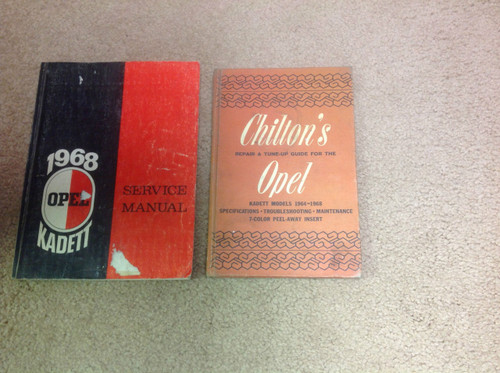 1968
OPEL
KADETT
SERVICE
MANUAL
Chilton's
REPAIR & TUNE-UP GUIDE FOR THE
Opel
KADETT MODELS 1964-1968
SPECIFICATIONS • TROUBLESHOOTING • MAINTENANCE
7-COLOR PEEL-AWAY INSERT